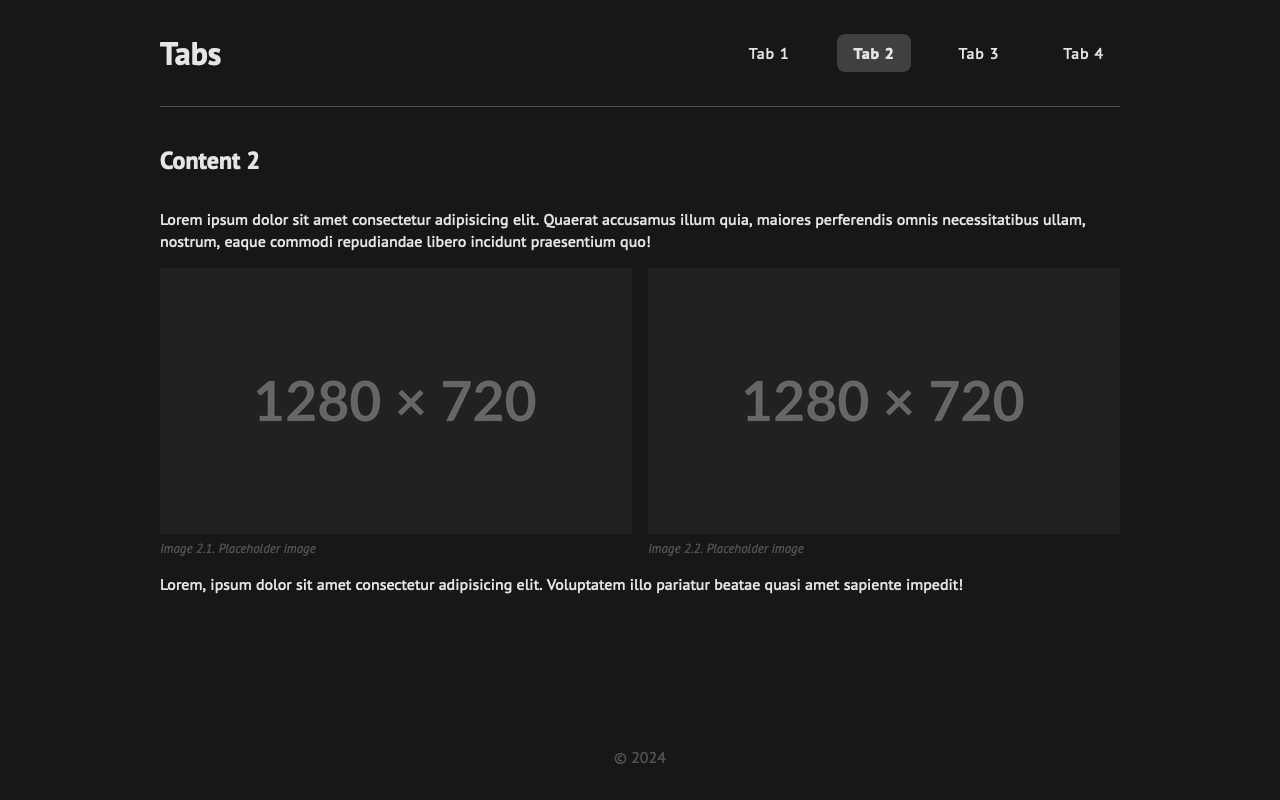 Tabs
Tab 1
Tab 2
Tab 3
Tab 4
Content 2
Lorem ipsum dolor sit amet consectetur adipisicing elit. Quaerat accusamus illum quia, maiores perferendis omnis necessitatibus ullam,
nostrum, eaque commodi repudiandae libero incidunt praesentium quo!
1280 × 720
1280 × 720
Image 2.1. Placeholder image
Image 2.2. Placeholder image
Lorem, ipsum dolor sit amet consectetur adipisicing elit. Voluptatem illo pariatur beatae quasi amet sapiente impedit!
© 2024